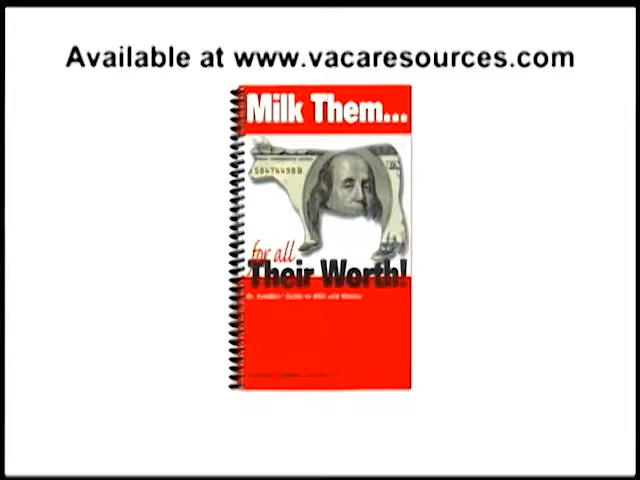 Available at www.vacaresources.com
Milk Them...
for all
Their Worth!